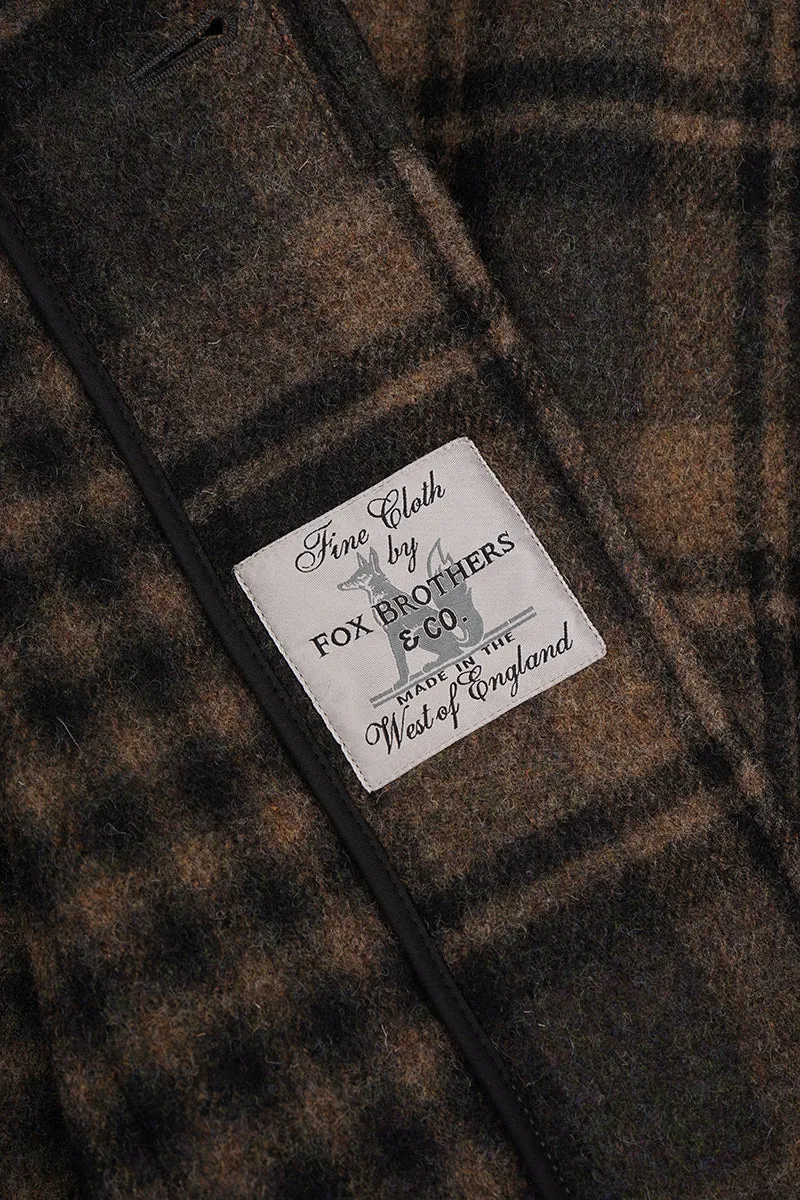 Fine Cloth
by
FOX BROTHERS
& CO.
MADE IN THE
West of England